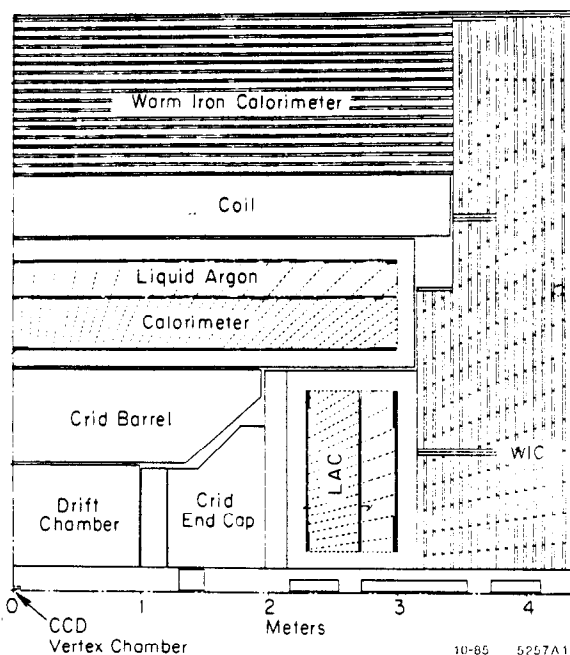 Warm Iron Calorimeter
Coil
Liquid Argon
Calorimeter
Crid Barrel
LAC
WIC
Drift
Chamber
Crid
End Cap
0
1
2
3
4
Meters
CCD
Vertex Chamber
10-85 5257A1